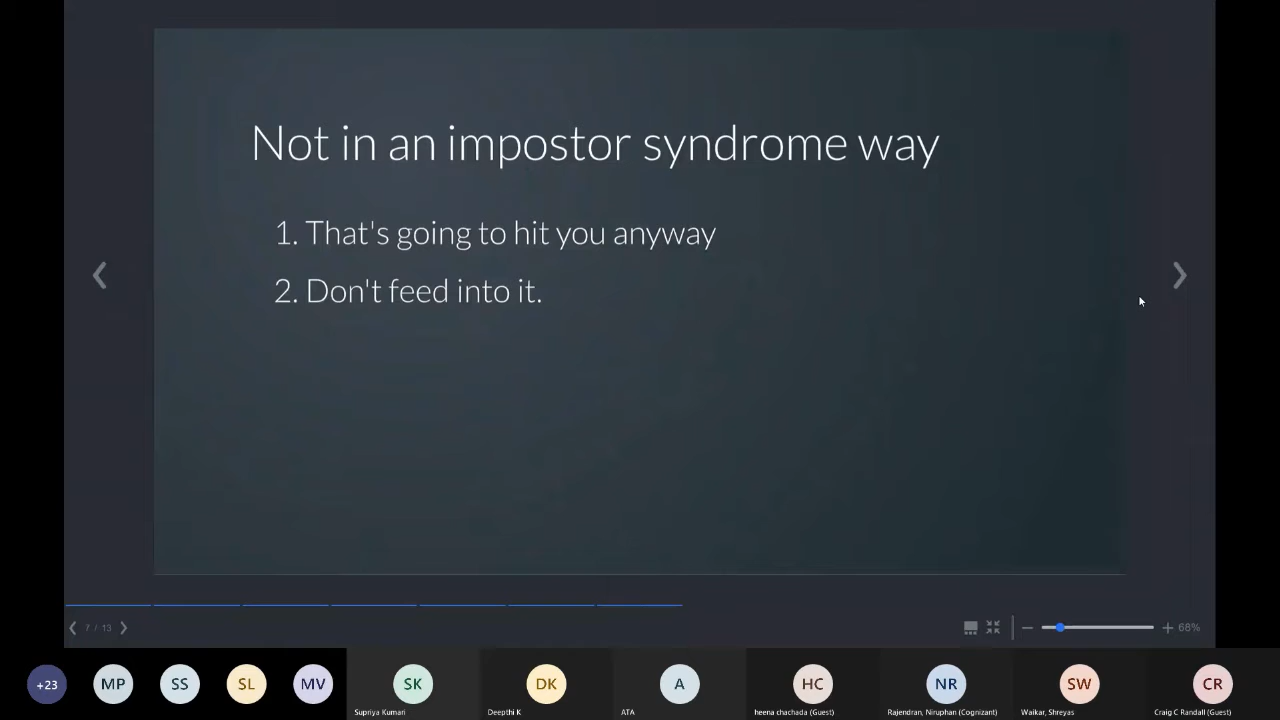 Not in an impostor syndrome way
1. That's going to hit you anyway
2. Don't feed into it.
7 / 13
68%
+23
MP
SS
SL
MV
SK
DK
A
HC
NR
SW
CR
Supriya Kumari
Deepthi K
ATA
heena chachada (Guest)
Rajendran, Niruphan (Cognizant)
Waikar, Shreyas
Craig C Randall (Guest)